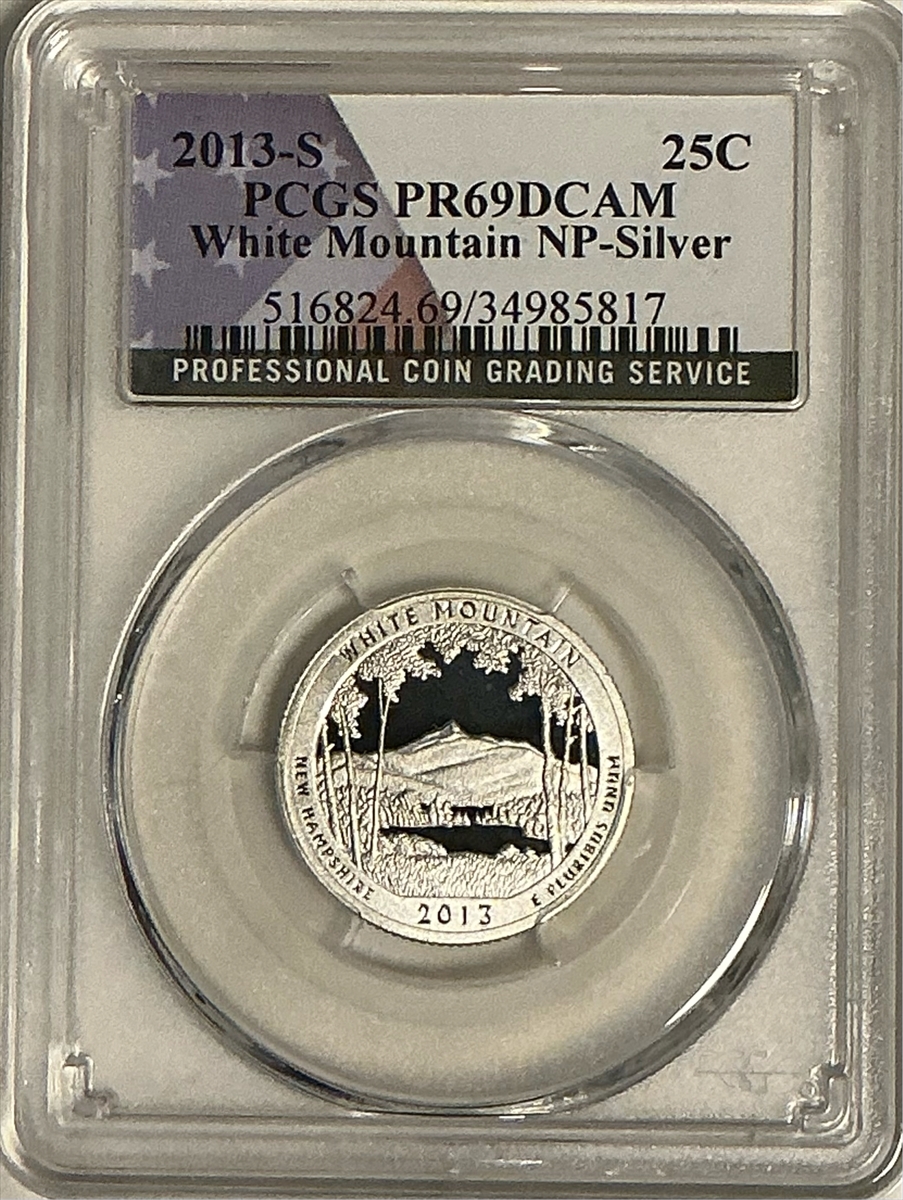 2013-S 25C
PCGS PR69DCAM
White Mountain NP-Silver
516824.69/34985817
PROFESSIONAL COIN GRADING SERVICE
WHITE MOUNTAIN
NEW HAMPSHIRE
E PLURIBUS UNUM
2013